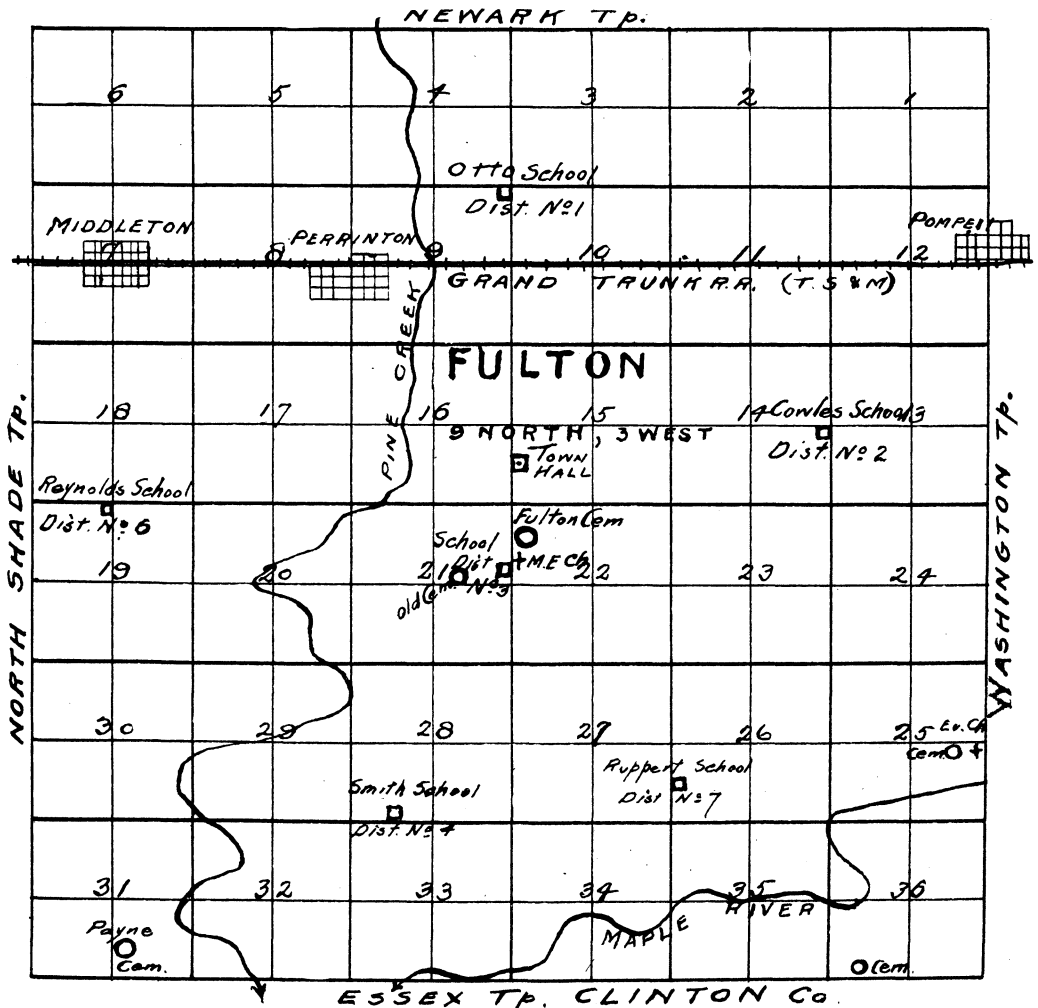 NEWARK Tp.
6 5 4 3 2 1
Otto School
Dist. No 1
MIDDLETON
PERRINTON
POMPEII
7 8 9 10 11 12
GRAND TRUNK R.R. (T. S & M)
PINE CREEK
FULTON
NORTH SHADE Tp.
WASHINGTON Tp.
18 17 16 15 14 13
Cowles School
Dist. No 2
9 NORTH, 3 WEST
TOWN
HALL
Reynolds School
Dist. No 6
Fulton Cem
School
Dist
No 3
M.E Ch
Old Cem.
19 20 21 22 23 24
30 29 28 27 26 25
Ev. Ch
Cem.
Smith School
Dist. No 4
Ruppert School
Dist No 7
31 32 33 34 35 36
MAPLE RIVER
Payne
Cem.
Cem.
ESSEX Tp. CLINTON Co.